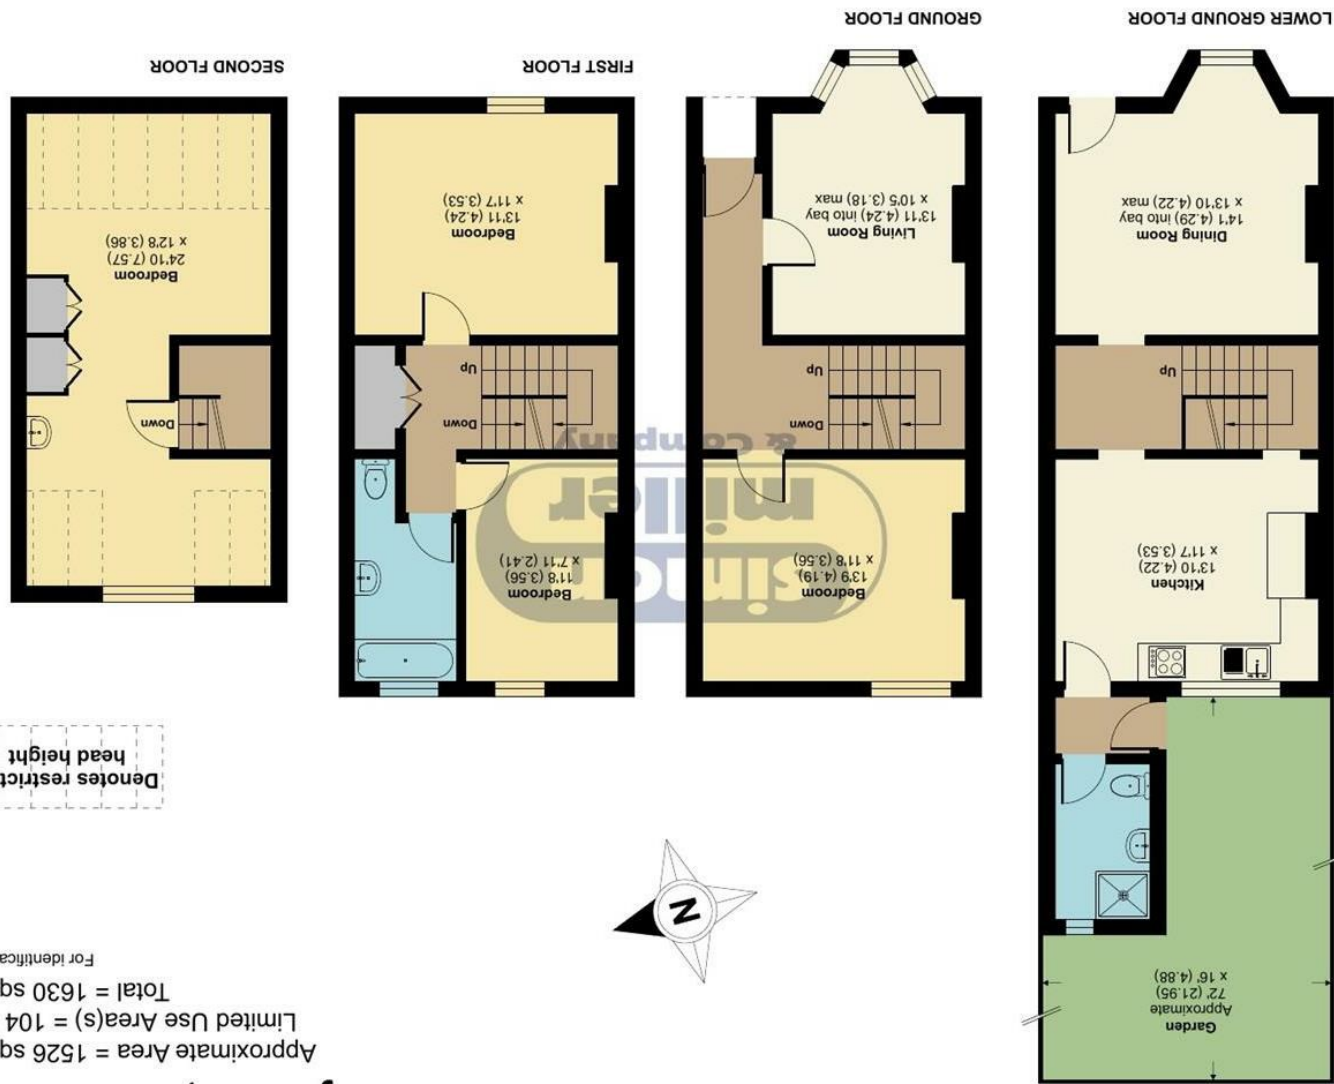 Approximate Area = 1526 sq
Limited Use Area(s) = 104
Total = 1630 sq
For identifica
Denotes restrict
head height
N
Garden
Approximate
72' (21.95)
x 16' (4.88)
Kitchen
13'10 (4.22)
x 11'7 (3.53)
Up
Dining Room
14'1 (4.29) into bay
x 13'10 (4.22) max
LOWER GROUND FLOOR
Bedroom
13'9 (4.19)
x 11'8 (3.56)
Down
Up
Living Room
13'11 (4.24) into bay
x 10'5 (3.18) max
GROUND FLOOR
simon
miller
& Company
Bedroom
11'8 (3.56)
x 7'11 (2.41)
Down
Up
Bedroom
13'11 (4.24)
x 11'7 (3.53)
FIRST FLOOR
Down
Bedroom
24'10 (7.57)
x 12'8 (3.86)
SECOND FLOOR